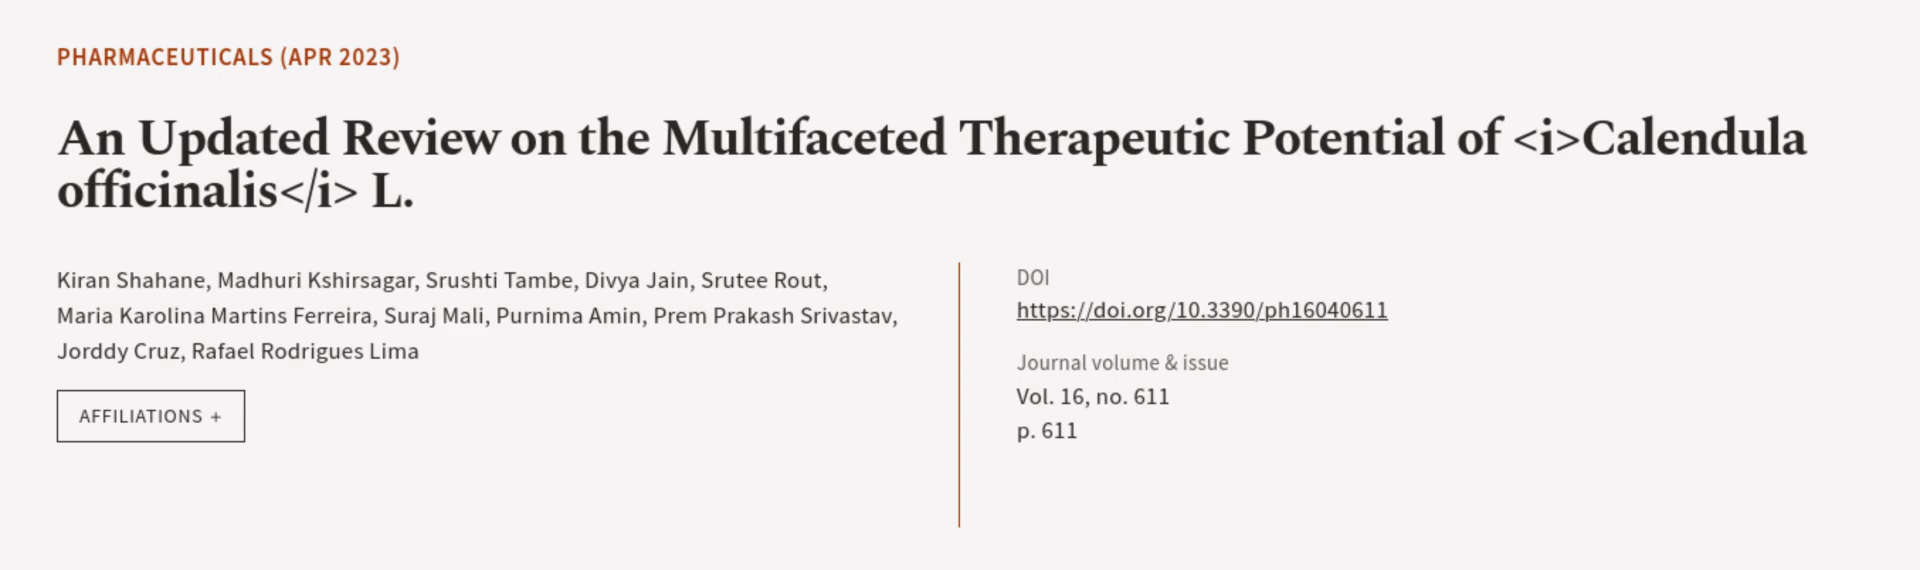 PHARMACEUTICALS (APR 2023)
An Updated Review on the Multifaceted Therapeutic Potential of <i>Calendula
officinalis</i> L.
Kiran Shahane, Madhuri Kshirsagar, Srushti Tambe, Divya Jain, Srutee Rout,
Maria Karolina Martins Ferreira, Suraj Mali, Purnima Amin, Prem Prakash Srivastav,
Jorddy Cruz, Rafael Rodrigues Lima
AFFILIATIONS +
DOI
https://doi.org/10.3390/ph16040611
Journal volume & issue
Vol. 16, no. 611
p. 611